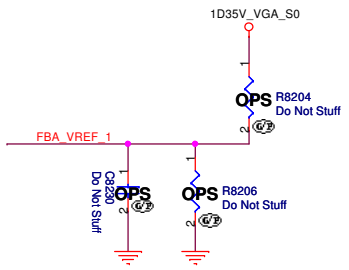 1D35V_VGA_S0
1
OPS
R8204
Do Not Stuff
2
G/P
FBA_VREF_1
1
C8230
Do Not Stuff
OPS
2
G/P
1
OPS
R8206
Do Not Stuff
2
G/P